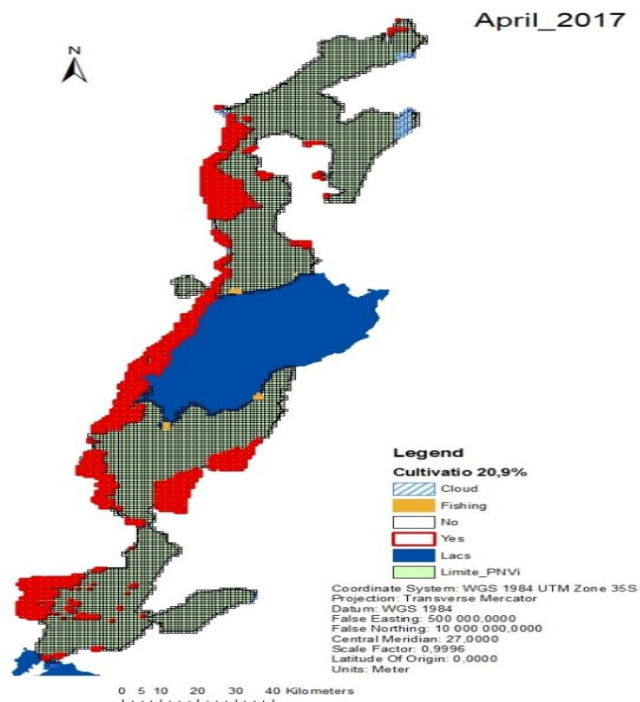 April_2017
N
Legend
Cultivatio 20,9%
Cloud
Fishing
No
Yes
Lacs
Limite_PNVi
Coordinate System: WGS 1984 UTM Zone 35S
Projection: Transverse Mercator
Datum: WGS 1984
False Easting: 500 000,0000
False Northing: 10 000 000,0000
Central Meridian: 27,0000
Scale Factor: 0,9996
Latitude Of Origin: 0,0000
Units: Meter
0 5 10 20 30 40 Kilometers